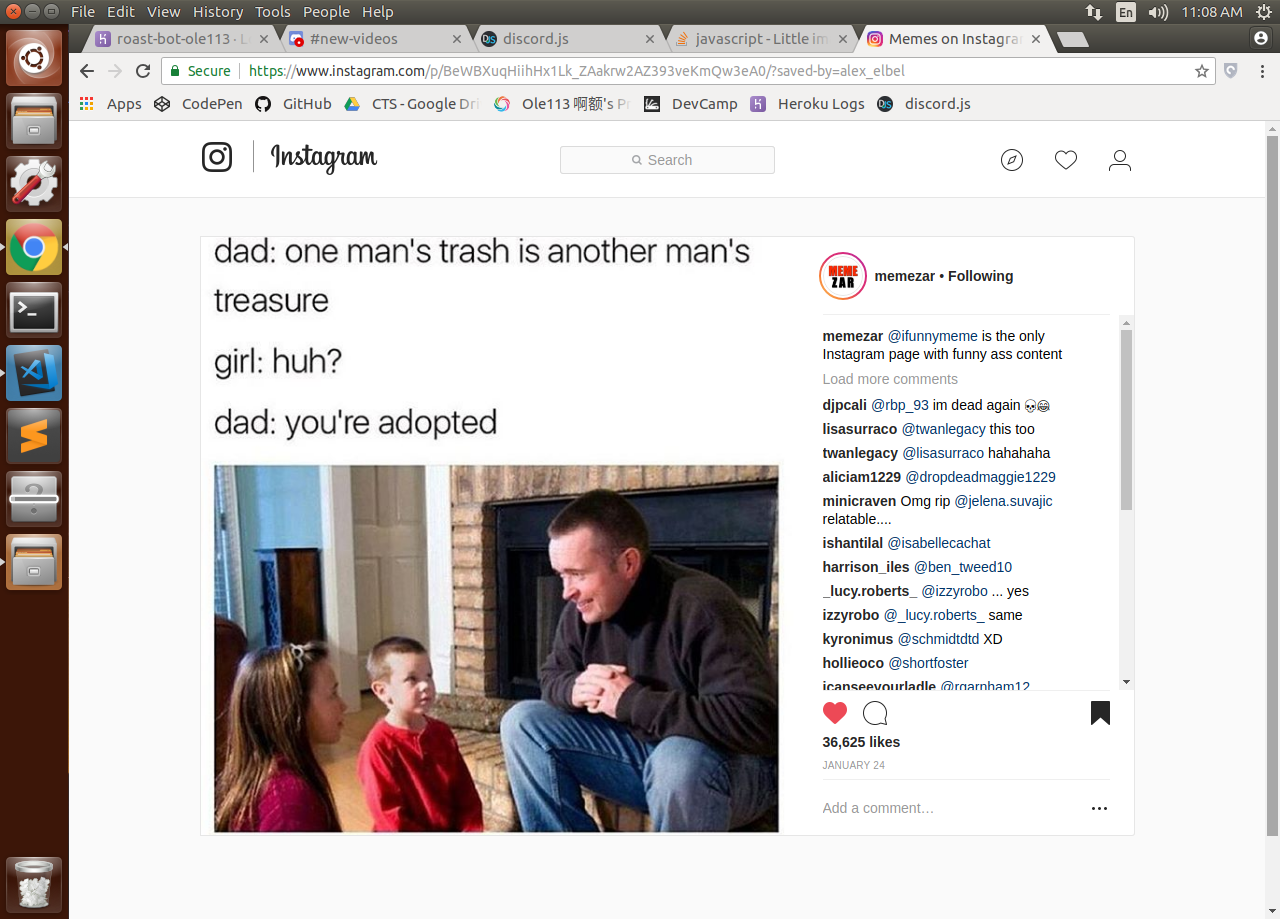 File Edit View History Tools People Help
En 11:08 AM
roast-bot-ole113 · L
#new-videos
discord.js
javascript - Little im
Memes on Instagra
Secure https://www.instagram.com/p/BeWBXuqHiihHx1Lk_ZAakrw2AZ393veKmQw3eA0/?saved-by=alex_elbel
Apps CodePen GitHub CTS - Google Dri Ole113 啊额's Pr DevCamp Heroku Logs discord.js
Instagram
Search
dad: one man's trash is another man's
treasure
girl: huh?
dad: you're adopted
MEME
ZAR
memezar • Following
memezar @ifunnymeme is the only
Instagram page with funny ass content
Load more comments
djpcali @rbp_93 im dead again 💀😂
lisasurraco @twanlegacy this too
twanlegacy @lisasurraco hahahaha
aliciam1229 @dropdeadmaggie1229
minicraven Omg rip @jelena.suvajic
relatable....
ishantilal @isabellecachat
harrison_iles @ben_tweed10
_lucy.roberts_ @izzyrobo ... yes
izzyrobo @_lucy.roberts_ same
kyronimus @schmidtdtd XD
hollieoco @shortfoster
icanseeyourladle @rgarnham12
36,625 likes
JANUARY 24
Add a comment…